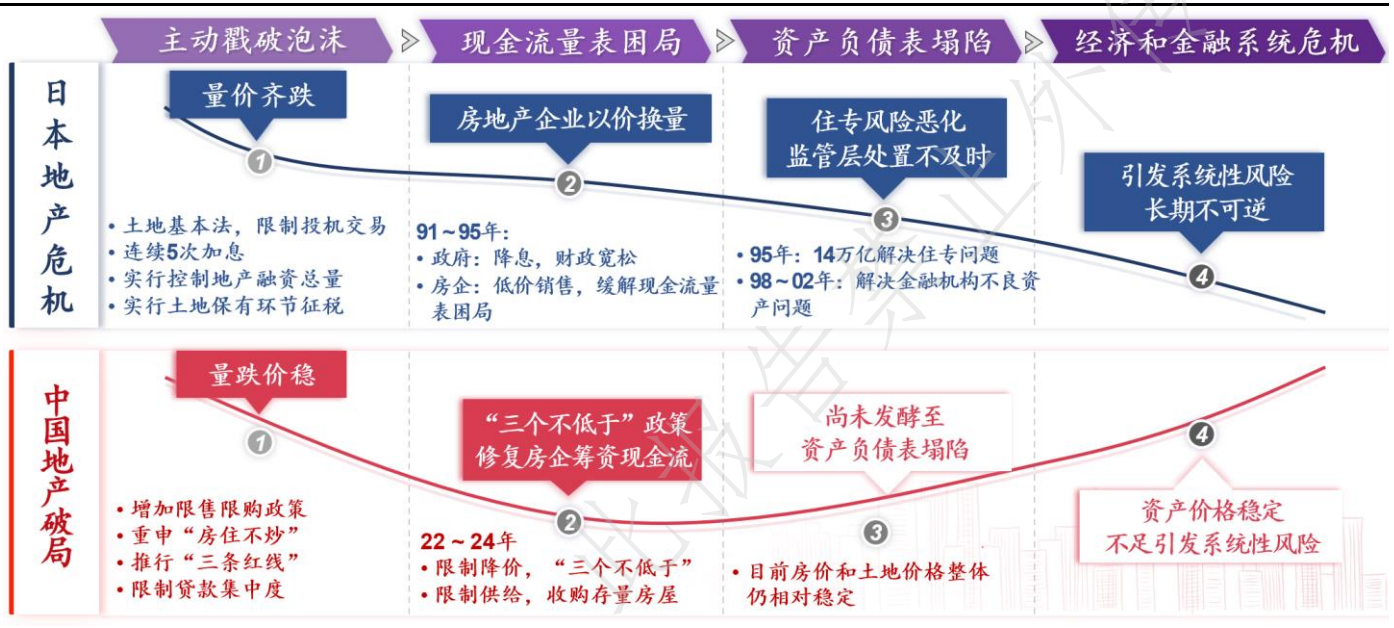 主动戳破泡沫
现金流量表困局
资产负债表塌陷
经济和金融系统危机
日本地产危机
量价齐跌
1
• 土地基本法，限制投机交易
• 连续5次加息
• 实行控制地产融资总量
• 实行土地保有环节征税
房地产企业以价换量
2
91～95年：
• 政府：降息，财政宽松
• 房企：低价销售，缓解现金流量
表困局
住专风险恶化
监管层处置不及时
3
• 95年：14万亿解决住专问题
• 98～02年：解决金融机构不良资
产问题
引发系统性风险
长期不可逆
4
中国地产破局
量跌价稳
1
• 增加限售限购政策
• 重申“房住不炒”
• 推行“三条红线”
• 限制贷款集中度
“三个不低于”政策
修复房企筹资现金流
2
22～24年
• 限制降价，“三个不低于”
• 限制供给，收购存量房屋
尚未发酵至
资产负债表塌陷
3
• 目前房价和土地价格整体
仍相对稳定
4
资产价格稳定
不足引发系统性风险
此报告禁止外传